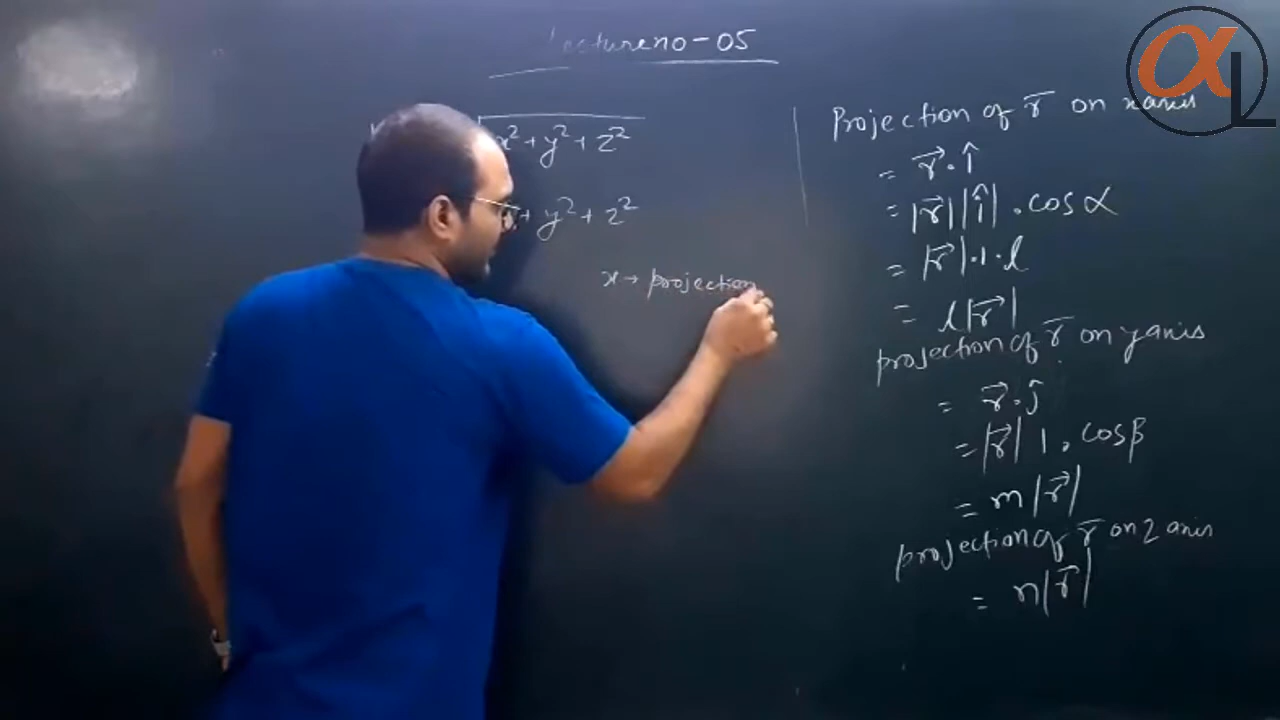 Lecture no - 05
√x² + y² + z²
+ y² + z²
x → projection
Projection of r̅ on x axis
= r⃗ . î
= |r⃗| |î| . cos α
= |r⃗| · 1 · l
= l |r⃗|
projection of r̅ on y axis
= r⃗ . ĵ
= |r⃗| 1 . cos β
= m |r⃗|
projection of r̅ on z axis
= n |r⃗|
αL